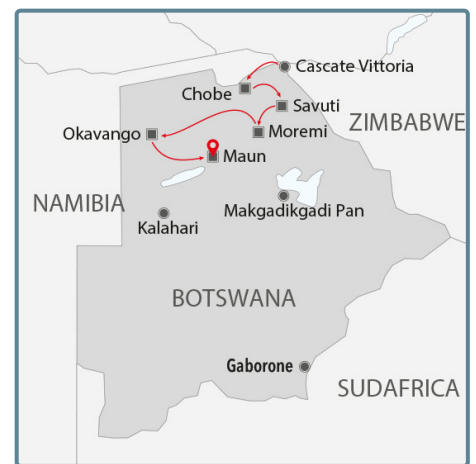 Cascate Vittoria
Chobe
Savuti
ZIMBABWE
Okavango
Moremi
Maun
NAMIBIA
Makgadikgadi Pan
Kalahari
BOTSWANA
Gaborone
SUDAFRICA